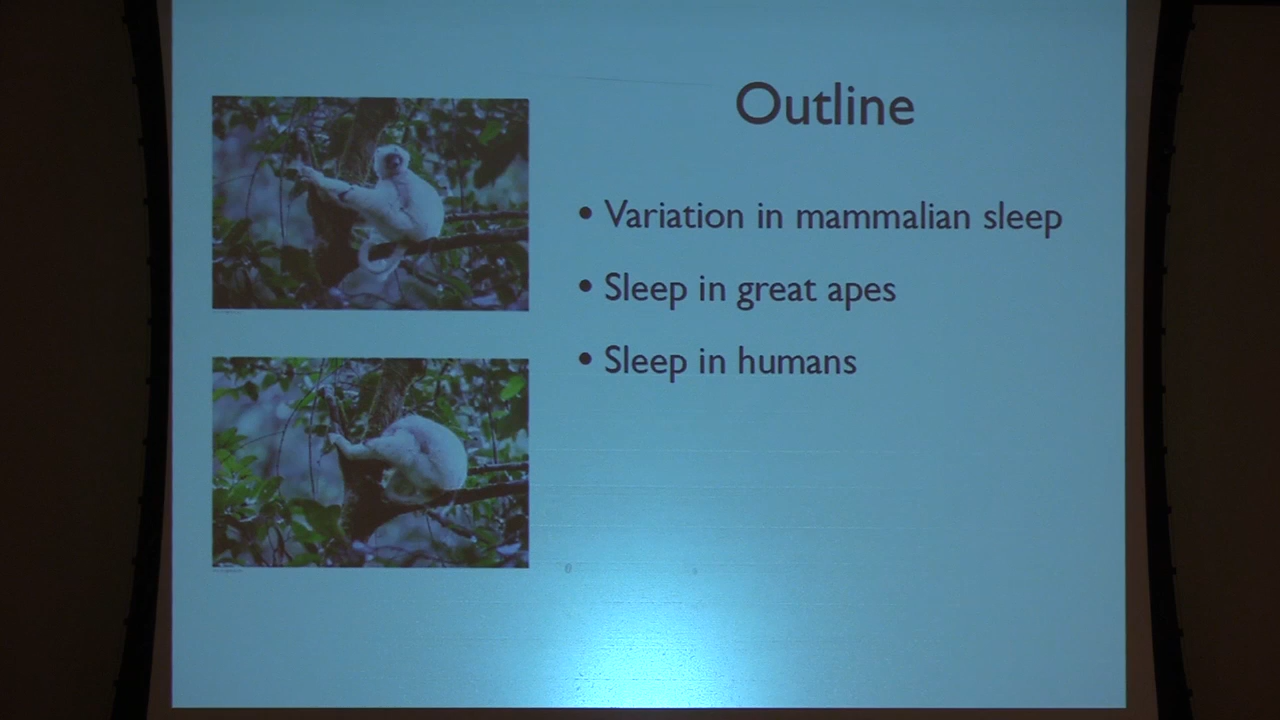 Outline
• Variation in mammalian sleep
• Sleep in great apes
• Sleep in humans